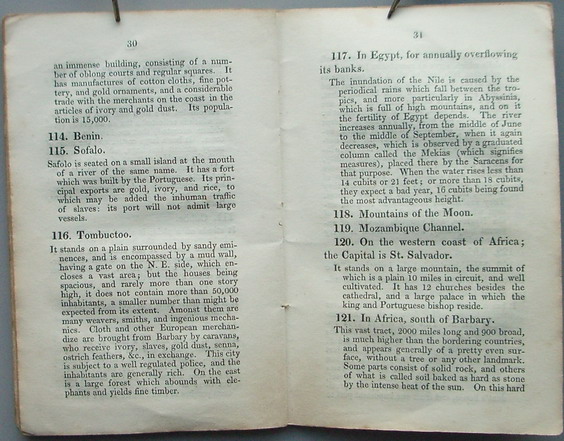 30
an immense building, consisting of a num-
ber of oblong courts and regular squares. It
has manufactures of cotton cloths, fine pot-
tery, and gold ornaments, and a considerable
trade with the merchants on the coast in the
articles of ivory and gold dust. Its popula-
tion is 15,000.
114. Benin.
115. Sofalo.
Safolo is seated on a small island at the mouth
of a river of the same name. It has a fort
which was built by the Portuguese. Its prin-
cipal exports are gold, ivory, and rice, to
which may be added the inhuman traffic
of slaves: its port will not admit large
vessels.
116. Tombuctoo.
It stands on a plain surrounded by sandy emi-
nences, and is encompassed by a mud wall,
having a gate on the N. E. side, which en-
closes a vast area; but the houses being
spacious, and rarely more than one story
high, it does not contain more than 50,000
inhabitants, a smaller number than might be
expected from its extent. Amongst them are
many weavers, smiths, and ingenious mecha-
nics. Cloth and other European merchan-
dize are brought from Barbary by caravans,
who receive ivory, slaves, gold dust, senna,
ostrich feathers, &c., in exchange. This city
is subject to a well regulated police, and the
inhabitants are generally rich. On the east
is a large forest which abounds with ele-
phants and yields fine timber.
31
117. In Egypt, for annually overflowing
its banks.
The inundation of the Nile is caused by the
periodical rains which fall between the tro-
pics, and more particularly in Abyssinia,
which is full of high mountains, and on it
the fertility of Egypt depends. The river
increases annually, from the middle of June
to the middle of September, when it again
decreases, which is observed by a graduated
column called the Mekias (which signifies
measures), placed there by the Saracens for
that purpose. When the water rises less than
14 cubits or 21 feet; or more than 18 cubits,
they expect a bad year, 16 cubits being found
the most advantageous height.
118. Mountains of the Moon.
119. Mozambique Channel.
120. On the western coast of Africa;
the Capital is St. Salvador.
It stands on a large mountain, the summit of
which is a plain 10 miles in circuit, and well
cultivated. It has 12 churches besides the
cathedral, and a large palace in which the
king and Portuguese bishop reside.
121. In Africa, south of Barbary.
This vast tract, 2000 miles long and 900 broad,
is much higher than the bordering countries,
and appears generally of a pretty even sur-
face, without a tree or any other landmark.
Some parts consist of solid rock, and others
of what is called soil baked as hard as stone
by the intense heat of the sun. On this hard